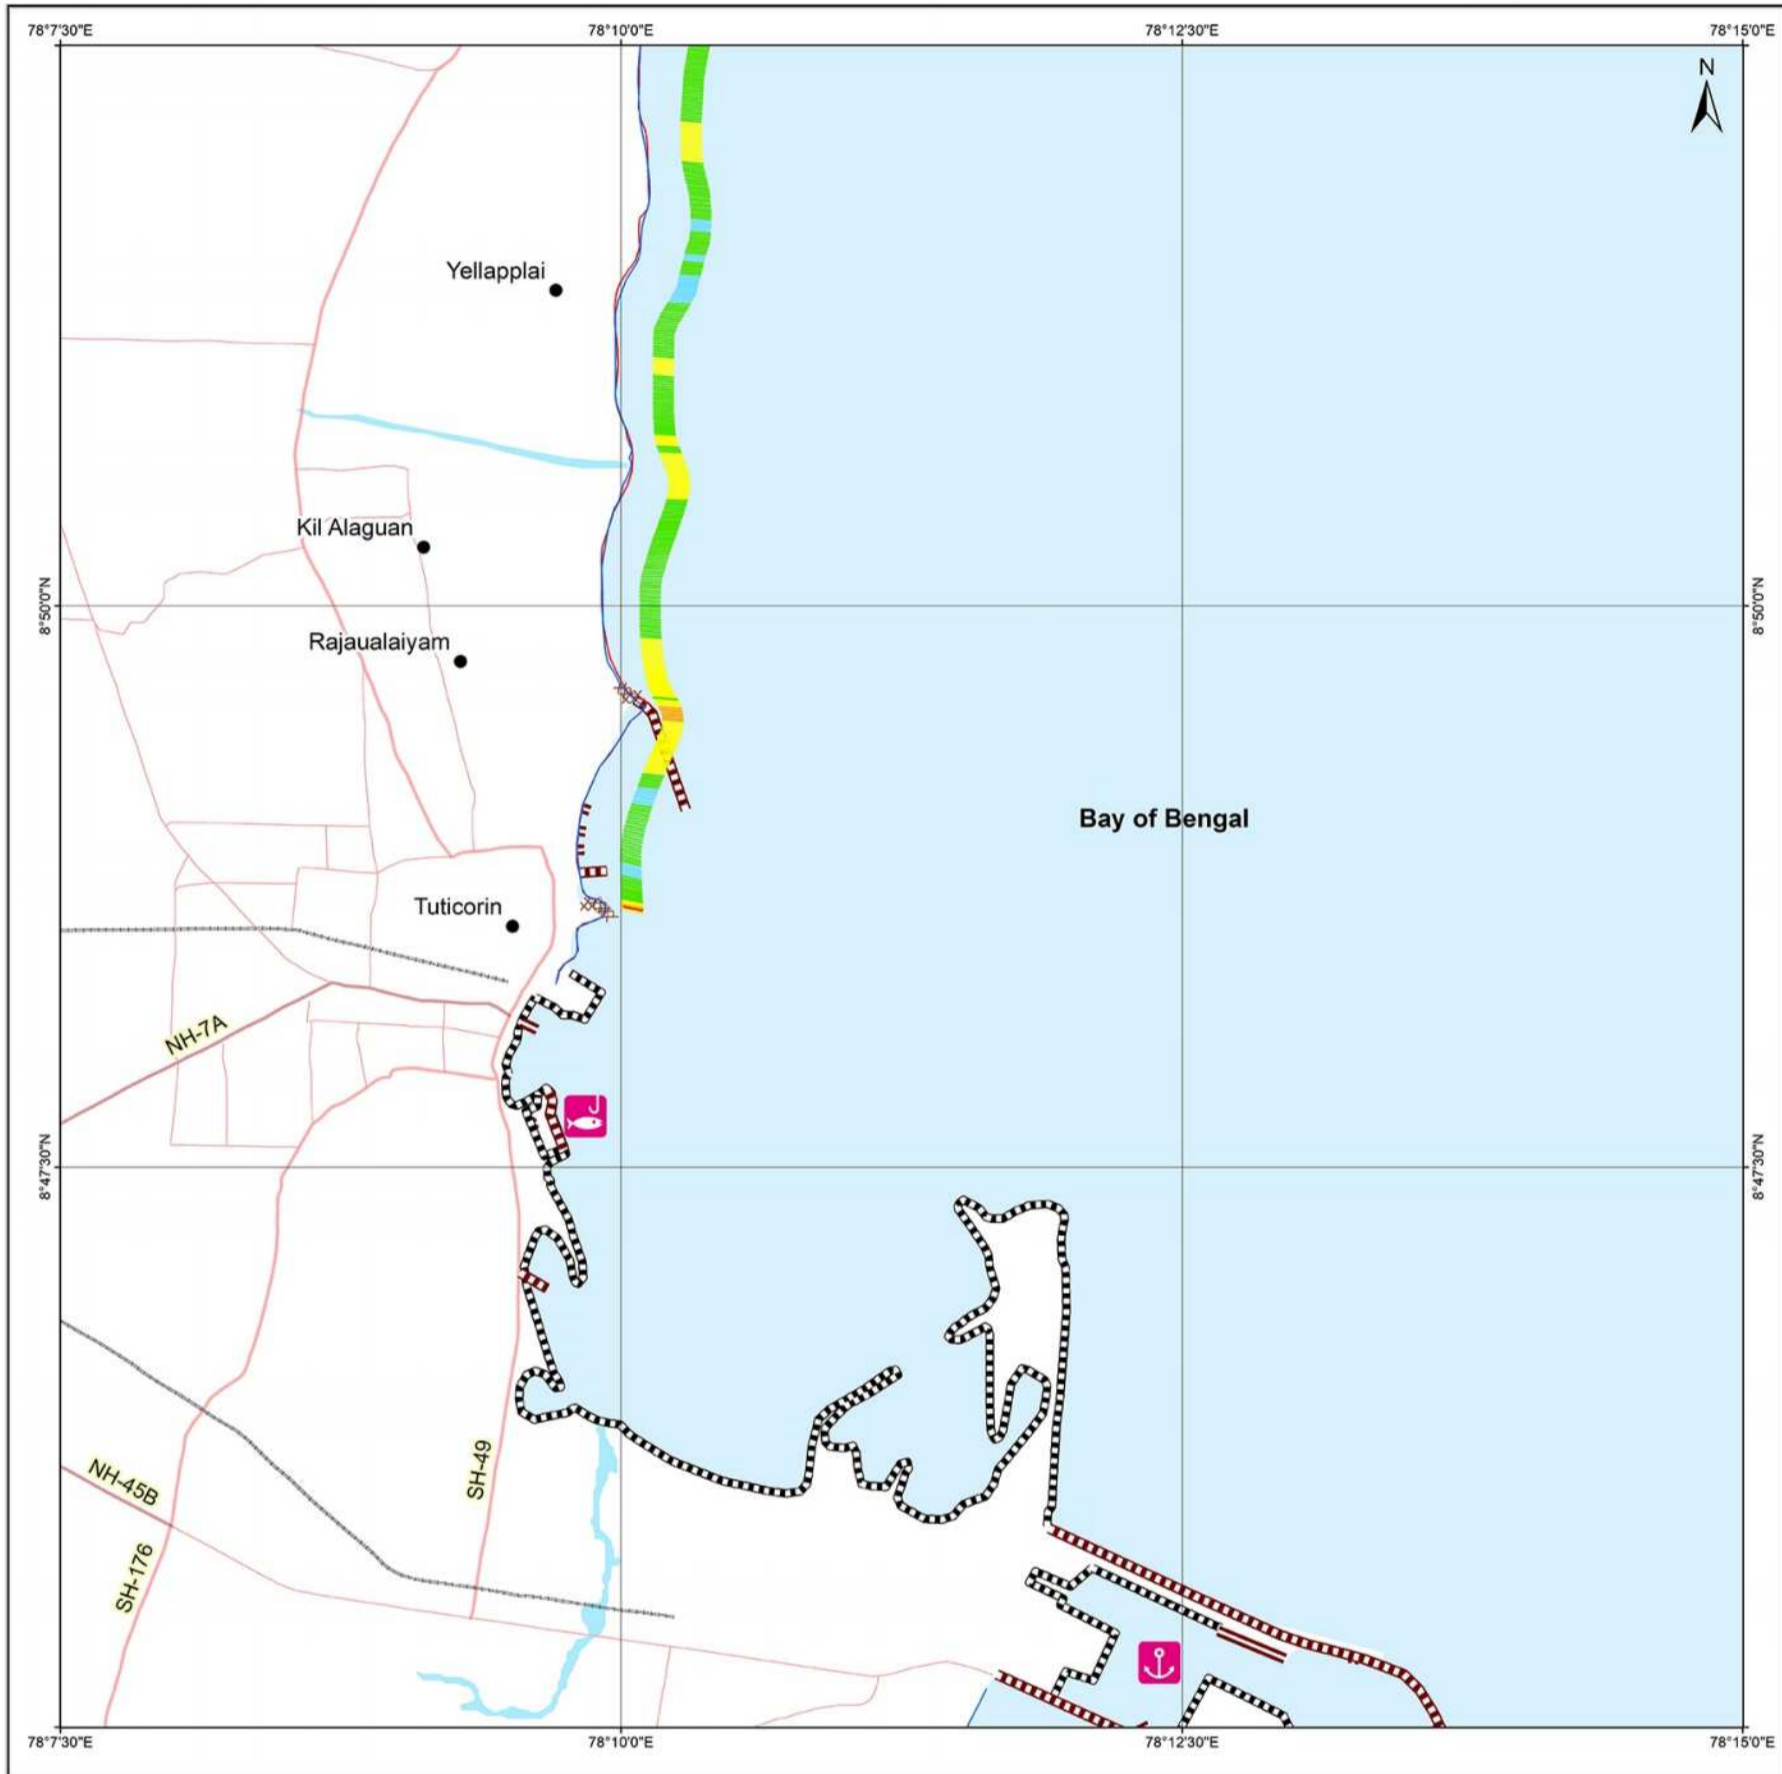 78°7'30"E
78°10'0"E
78°12'30"E
78°15'0"E
N
Yellapplai
Kil Alaguan
8°50'0"N
8°50'0"N
Rajaualaiyam
Bay of Bengal
Tuticorin
NH-7A
8°47'30"N
8°47'30"N
SH-49
NH-45B
SH-176
78°7'30"E
78°10'0"E
78°12'30"E
78°15'0"E